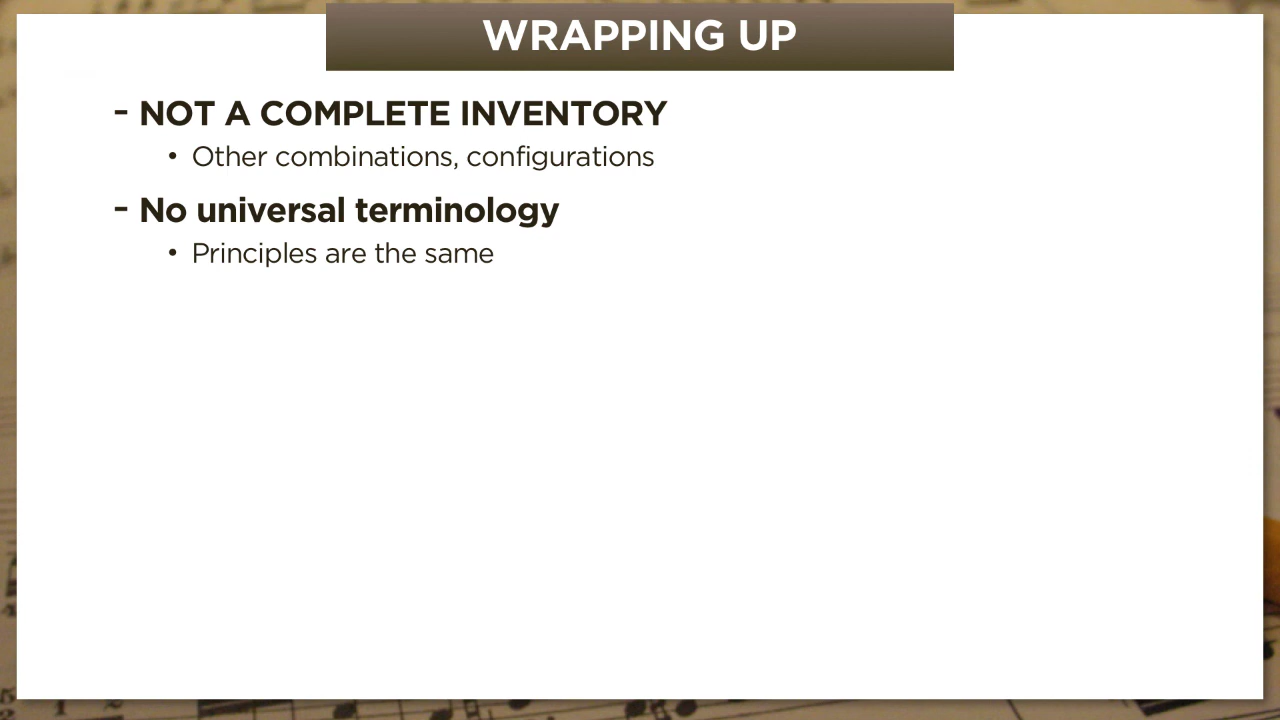 WRAPPING UP
- NOT A COMPLETE INVENTORY
• Other combinations, configurations
- No universal terminology
• Principles are the same